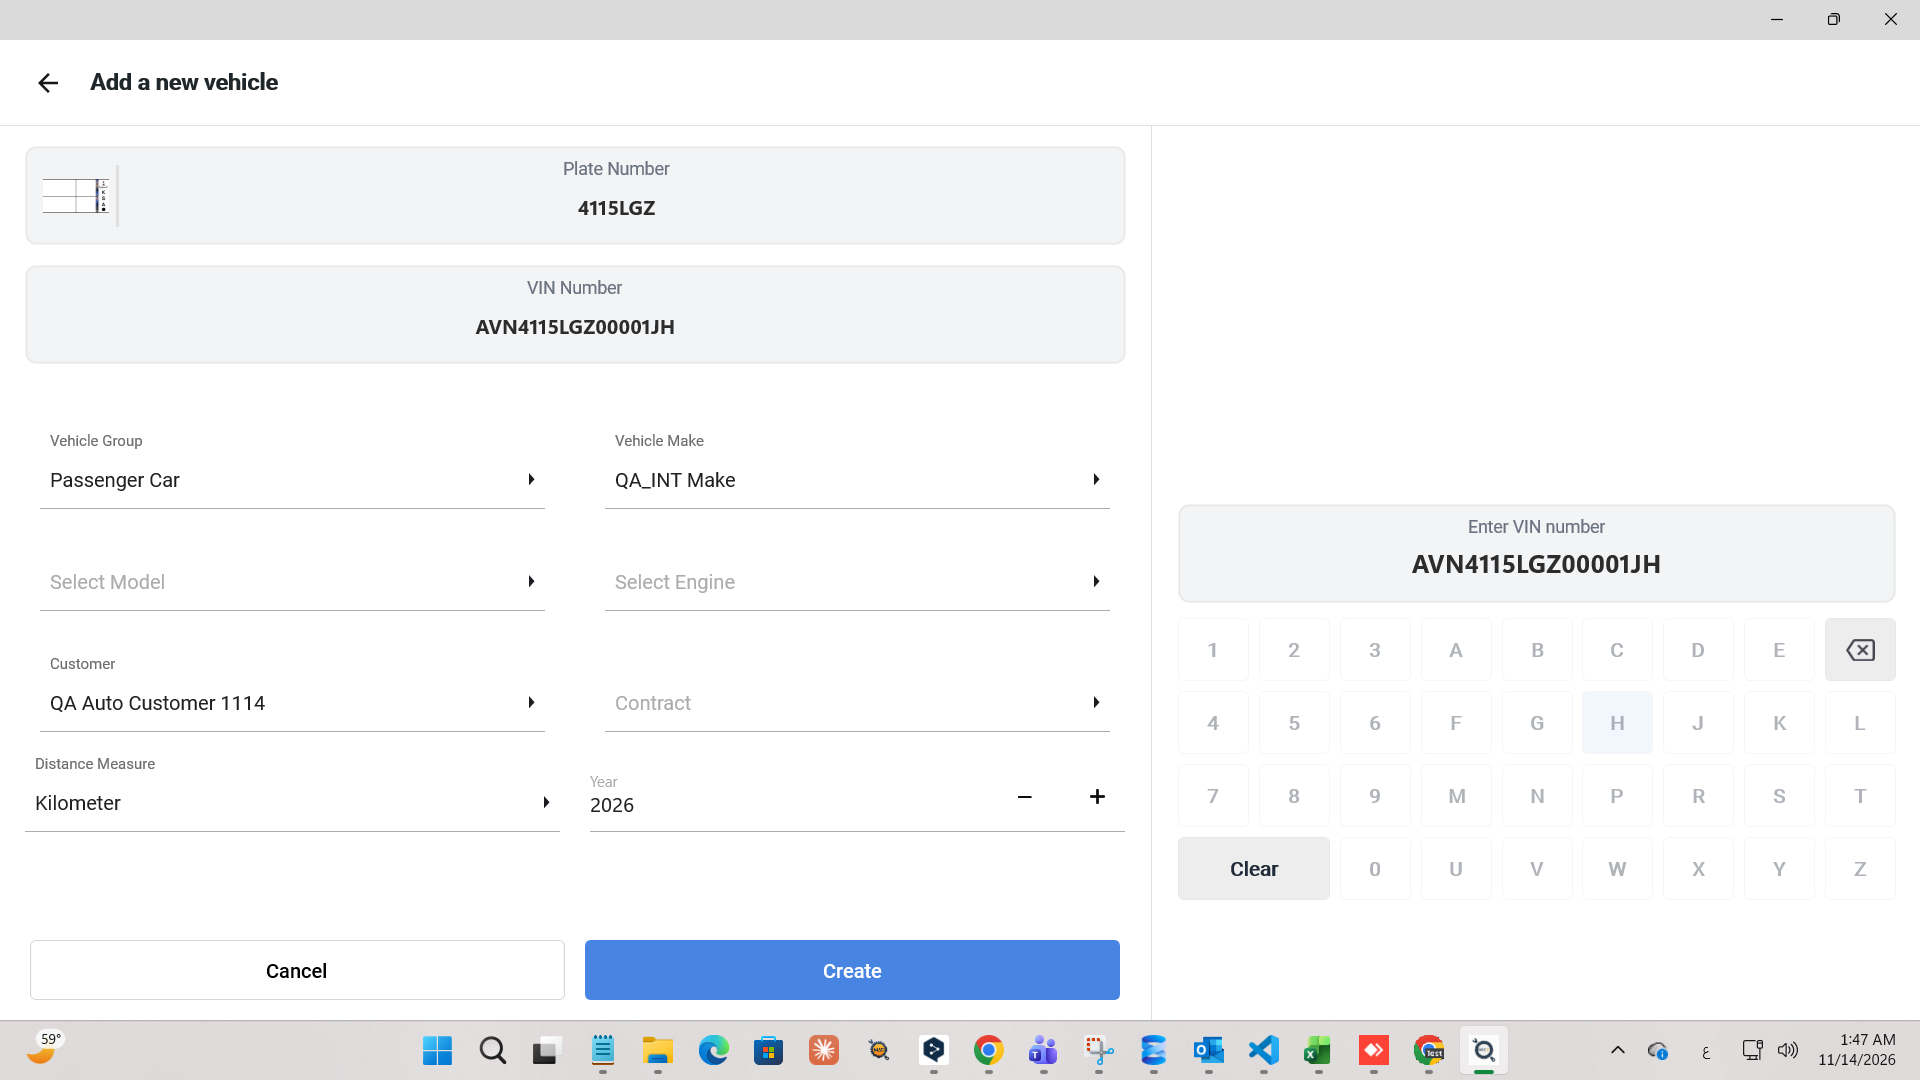 Add a new vehicle
Plate Number
4115LGZ
1
K
S
A
VIN Number
AVN4115LGZ00001JH
Vehicle Group
Passenger Car
Vehicle Make
QA_INT Make
Select Model
Select Engine
Customer
QA Auto Customer 1114
Contract
Distance Measure
Kilometer
Year
2026
Cancel
Create
Enter VIN number
AVN4115LGZ00001JH
1 2 3 A B C D E
4 5 6 F G H J K L
7 8 9 M N P R S T
Clear 0 U V W X Y Z
59°
Test
ع
1:47 AM
11/14/2026